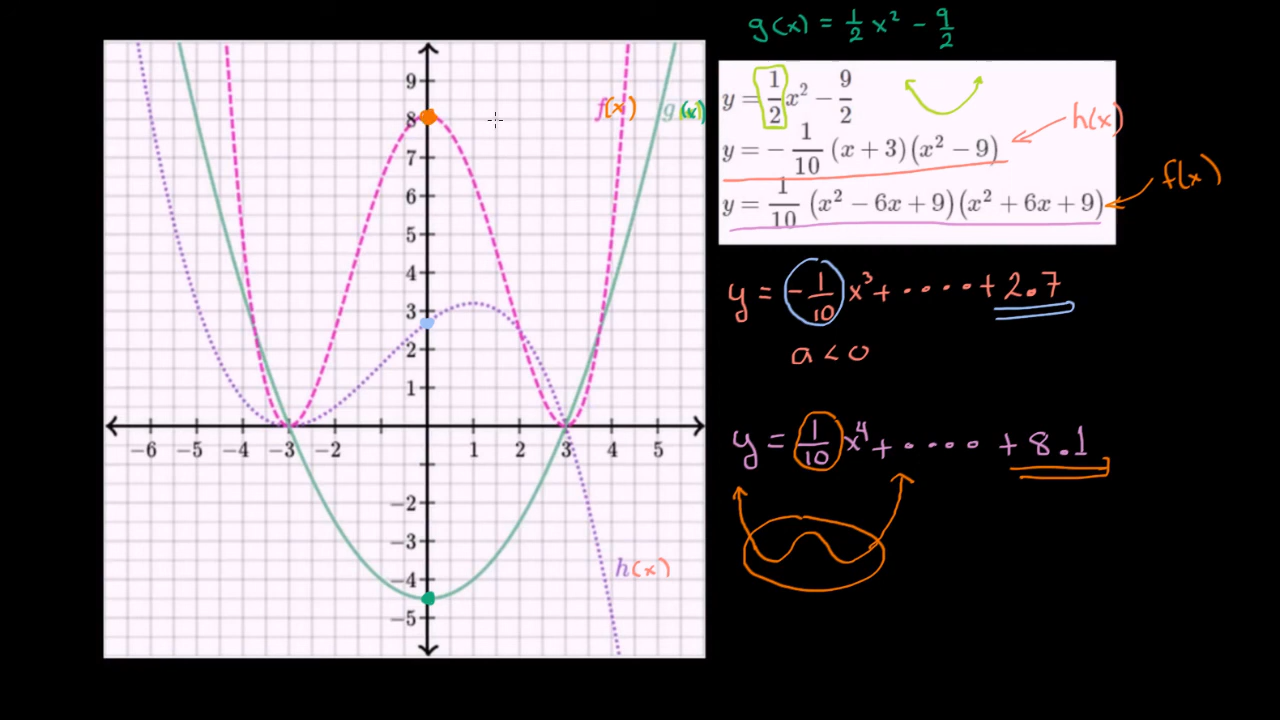 g(x) = 1/2 x² − 9/2
y = 1/2 x² − 9/2
y = − 1/10 (x + 3)(x² − 9)
h(x)
y = 1/10 (x² − 6x + 9)(x² + 6x + 9)
f(x)
y = − 1/10 x³ + ..... + 2.7
a < 0
y = 1/10 x⁴ + .... + 8.1
9
f(x)
g(x)
8
7
6
5
4
3
2
1
−6 −5 −4 −3 −2 1 2 3 4 5
−2
−3
h(x)
−4
−5